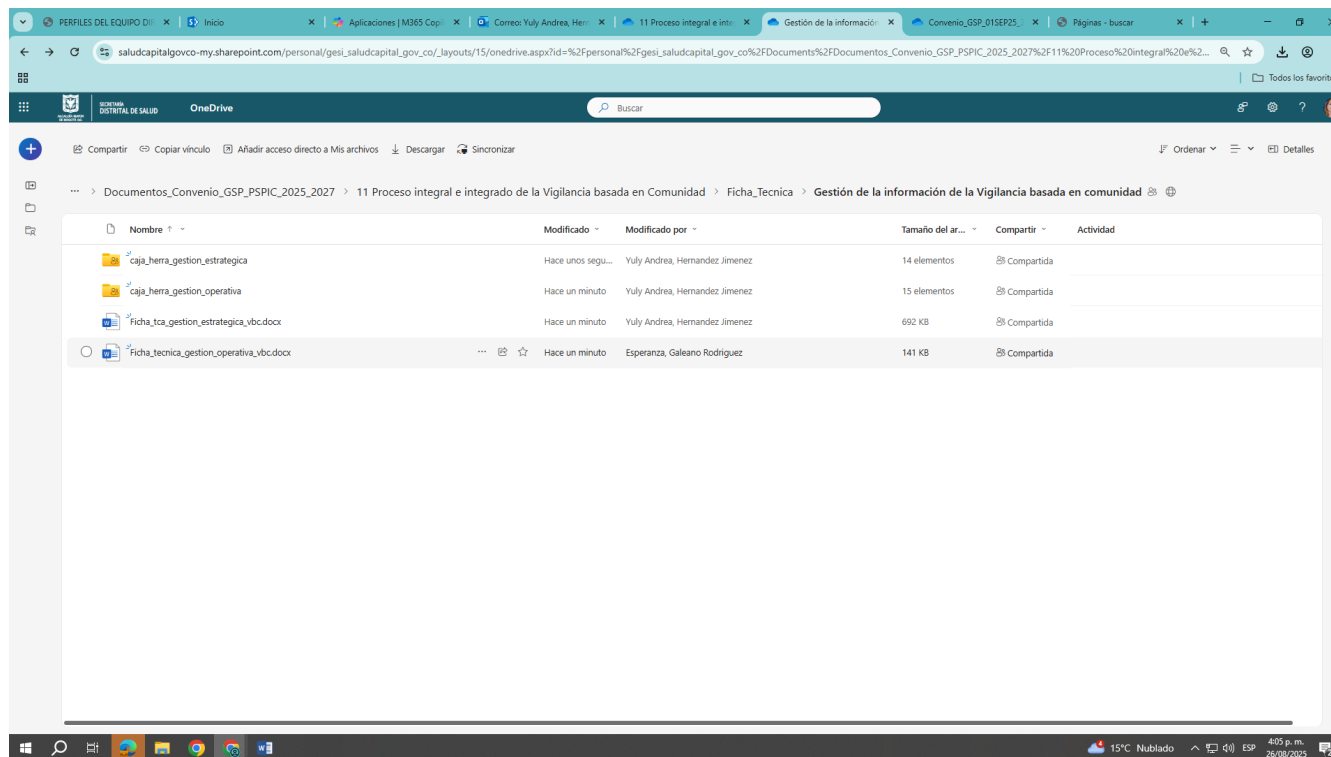 PERFILES DEL EQUIPO DIF
Inicio
Aplicaciones | M365 Copil
Correo: Yuly Andrea, Hern
11 Proceso integral e inte
Gestión de la información
Convenio_GSP_01SEP25_
Páginas - buscar
saludcapitalgovco-my.sharepoint.com/personal/gesi_saludcapital_gov_co/_layouts/15/onedrive.aspx?id=%2Fpersonal%2Fgesi_saludcapital_gov_co%2FDocuments%2FDocumentos_Convenio_GSP_PSPIC_2025_2027%2F11%20Proceso%20integral%20e%2...
Todos los favorito
SECRETARÍA
DISTRITAL DE SALUD
OneDrive
Buscar
Compartir
Copiar vínculo
Añadir acceso directo a Mis archivos
Descargar
Sincronizar
Ordenar
Detalles
... > Documentos_Convenio_GSP_PSPIC_2025_2027 > 11 Proceso integral e integrado de la Vigilancia basada en Comunidad > Ficha_Tecnica > Gestión de la información de la Vigilancia basada en comunidad
Nombre Modificado Modificado por Tamaño del ar... Compartir Actividad
caja_herra_gestion_estrategica Hace unos segu... Yuly Andrea, Hernandez Jimenez 14 elementos Compartida
caja_herra_gestion_operativa Hace un minuto Yuly Andrea, Hernandez Jimenez 15 elementos Compartida
Ficha_tca_gestion_estrategica_vbc.docx Hace un minuto Yuly Andrea, Hernandez Jimenez 692 KB Compartida
Ficha_tecnica_gestion_operativa_vbc.docx ... Hace un minuto Esperanza, Galeano Rodriguez 141 KB Compartida
15°C Nublado
ESP
4:05 p. m.
26/08/2025